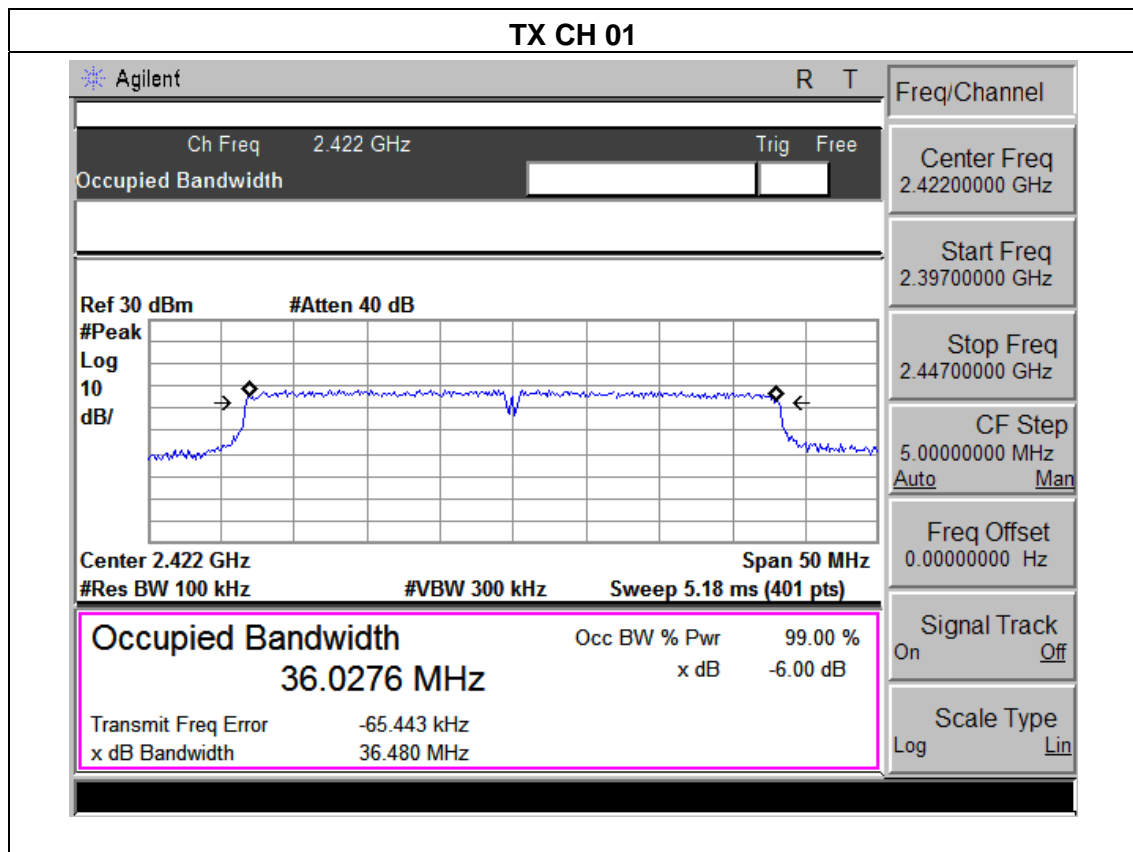 TX CH 01
Agilent R T
Ch Freq 2.422 GHz Trig Free
Occupied Bandwidth
Ref 30 dBm #Atten 40 dB
#Peak
Log
10
dB/
Center 2.422 GHz Span 50 MHz
#Res BW 100 kHz #VBW 300 kHz Sweep 5.18 ms (401 pts)
Occupied Bandwidth Occ BW % Pwr 99.00 %
36.0276 MHz x dB -6.00 dB
Transmit Freq Error -65.443 kHz
x dB Bandwidth 36.480 MHz
Freq/Channel
Center Freq
2.42200000 GHz
Start Freq
2.39700000 GHz
Stop Freq
2.44700000 GHz
CF Step
5.00000000 MHz
Auto Man
Freq Offset
0.00000000 Hz
Signal Track
On Off
Scale Type
Log Lin